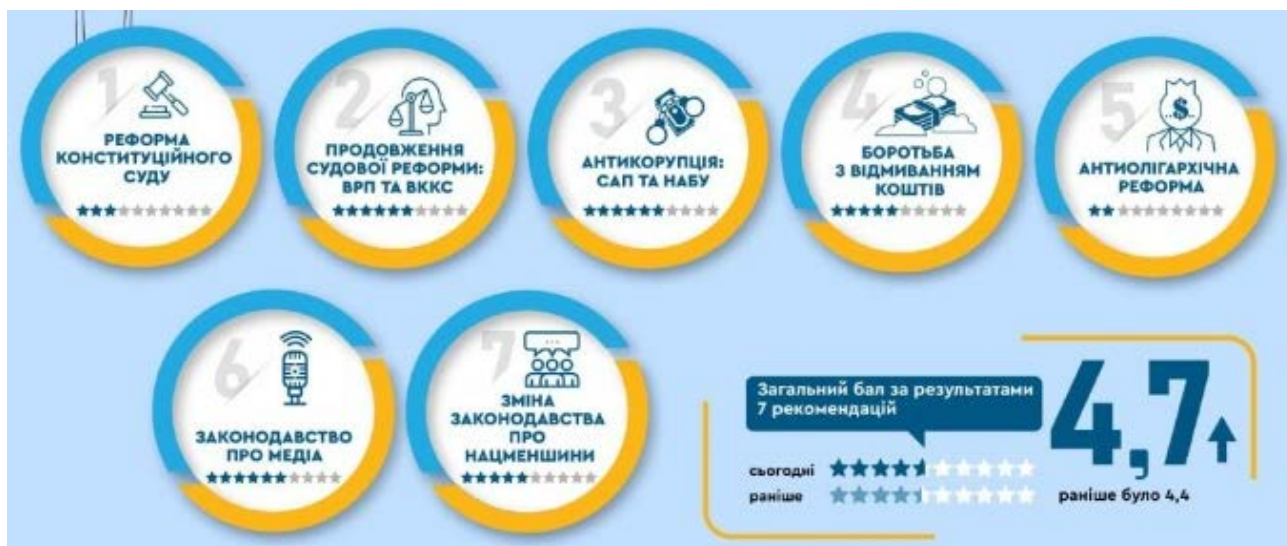 1
РЕФОРМА
КОНСТИТУЦІЙНОГО
СУДУ
2
ПРОДОВЖЕННЯ
СУДОВОЇ РЕФОРМИ:
ВРП ТА ВККС
3
АНТИКОРУПЦІЯ:
САП ТА НАБУ
4
БОРОТЬБА
З ВІДМИВАННЯМ
КОШТІВ
5
$
АНТИОЛІГАРХІЧНА
РЕФОРМА
6
ЗАКОНОДАВСТВО
ПРО МЕДІА
7
ЗМІНА
ЗАКОНОДАВСТВА
ПРО
НАЦМЕНШИНИ
Загальний бал за результатами
7 рекомендацій
4,7
сьогодні
раніше
раніше було 4,4